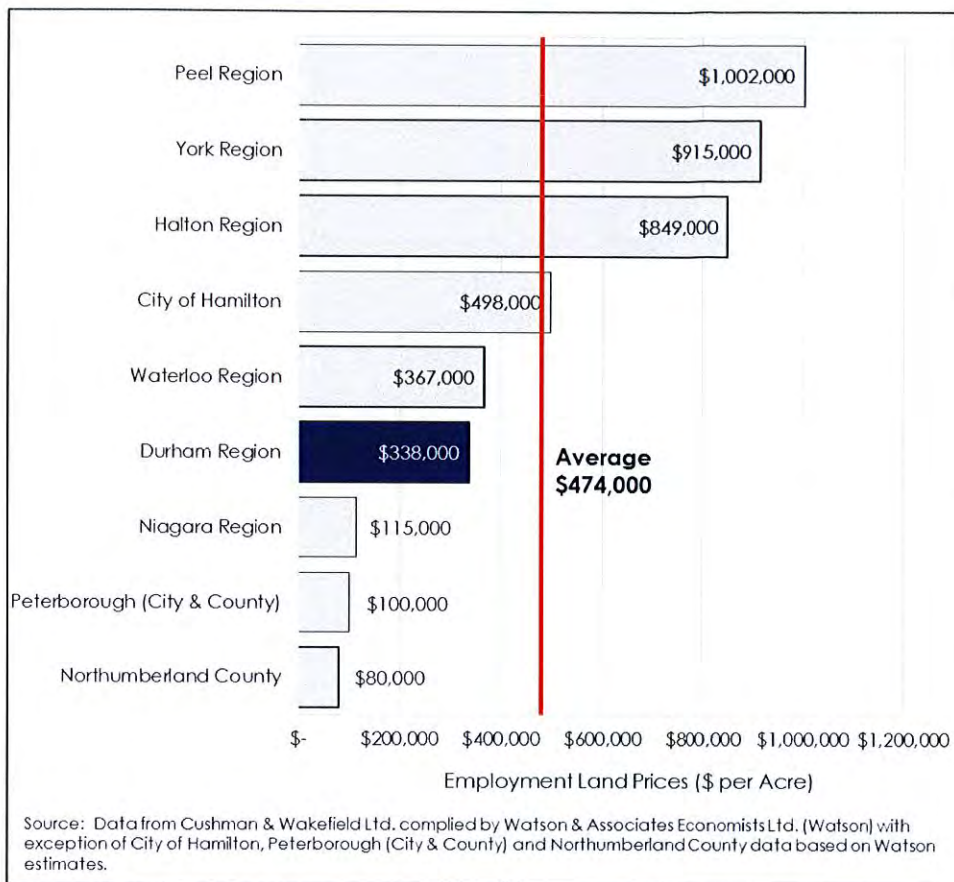 Peel Region
$1,002,000
York Region
$915,000
Halton Region
$849,000
City of Hamilton
$498,000
Waterloo Region
$367,000
Durham Region
$338,000
Average
$474,000
Niagara Region
$115,000
Peterborough (City & County)
$100,000
Northumberland County
$80,000
$- $200,000 $400,000 $600,000 $800,000 $1,000,000 $1,200,000
Employment Land Prices ($ per Acre)
Source: Data from Cushman & Wakefield Ltd. complied by Watson & Associates Economists Ltd. (Watson) with
exception of City of Hamilton, Peterborough (City & County) and Northumberland County data based on Watson
estimates.